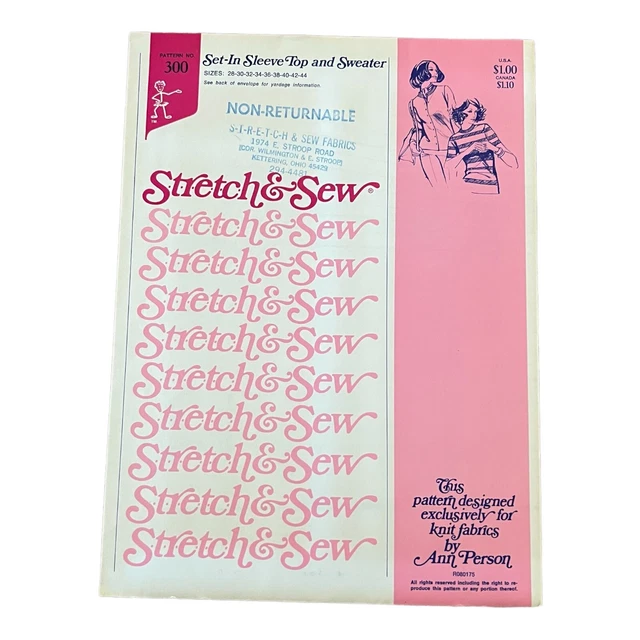 PATTERN NO.
300
TM
Set-In Sleeve Top and Sweater
SIZES: 28-30-32-34-36-38-40-42-44
See back of envelope for yardage information.
U.S.A.
$1.00
CANADA
$1.10
NON-RETURNABLE
S-T-R-E-T-C-H & SEW FABRICS
1974 E. STROOP ROAD
(COR. WILMINGTON & E. STROOP)
KETTERING, OHIO 45429
294-4481
Stretch & Sew®
Stretch & Sew
Stretch & Sew
Stretch & Sew
Stretch & Sew
Stretch & Sew
Stretch & Sew
Stretch & Sew
Stretch & Sew
Stretch & Sew
This
pattern designed
exclusively for
knit fabrics
by
Ann Person
R080175
All rights reserved including the right to re-
produce this pattern or any portion thereof.